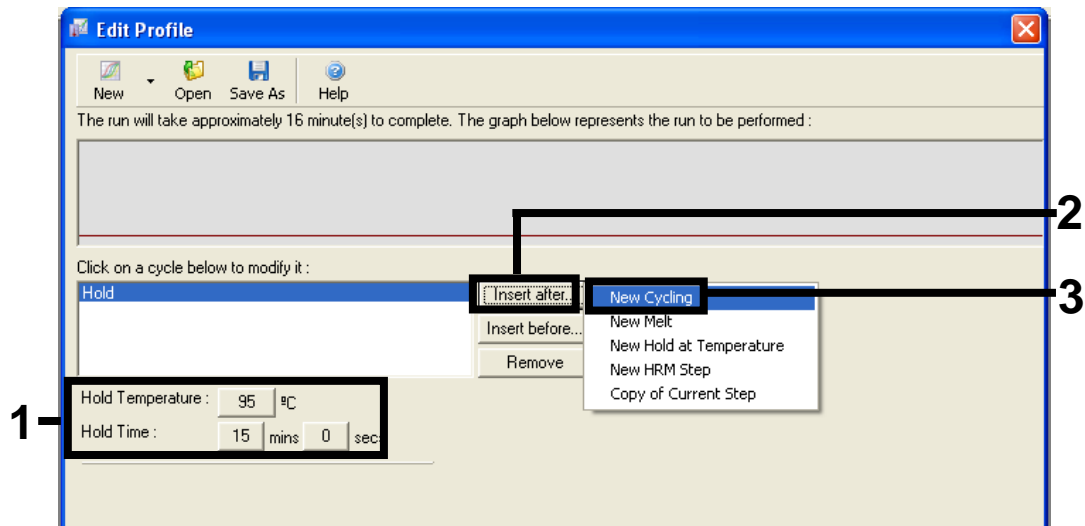 Edit Profile
New Open Save As Help
The run will take approximately 16 minute(s) to complete. The graph below represents the run to be performed :
2
Click on a cycle below to modify it :
Hold
Insert after...
New Cycling
3
Insert before...
New Melt
New Hold at Temperature
Remove
New HRM Step
Copy of Current Step
1
Hold Temperature : 95 ºC
Hold Time : 15 mins 0 secs